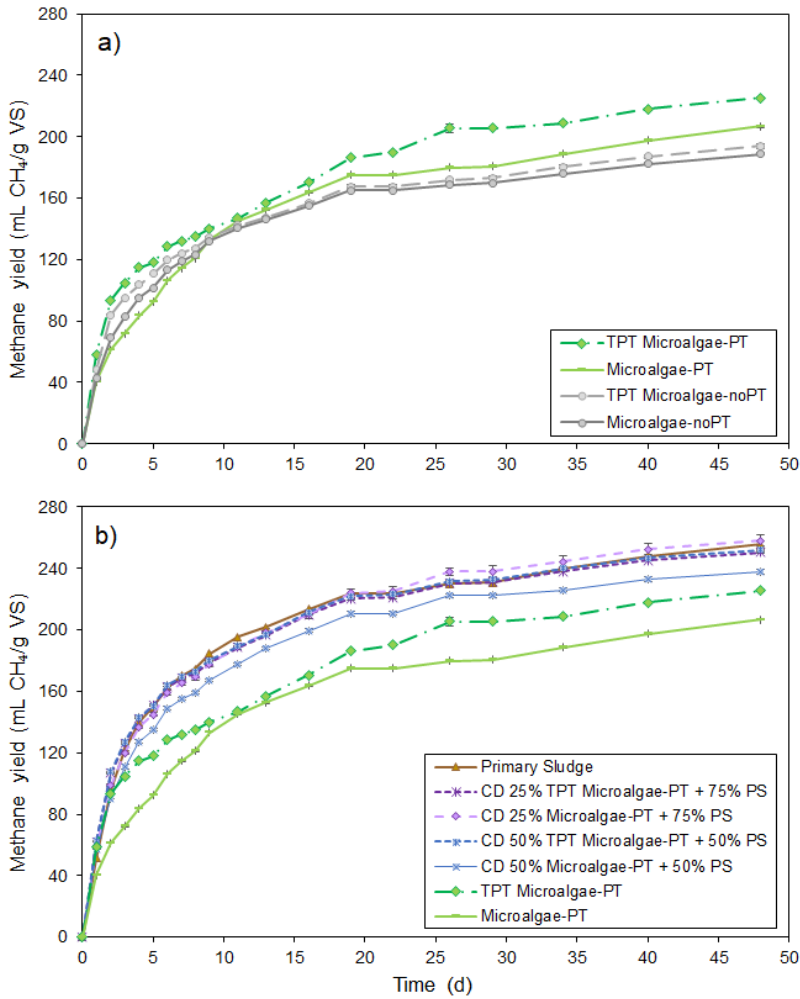 a)
Methane yield (mL CH₄/g VS)
280
240
200
160
120
80
40
0
0 5 10 15 20 25 30 35 40 45 50
TPT Microalgae-PT
Microalgae-PT
TPT Microalgae-noPT
Microalgae-noPT
b)
Methane yield (mL CH₄/g VS)
280
240
200
160
120
80
40
0
0 5 10 15 20 25 30 35 40 45 50
Time (d)
Primary Sludge
CD 25% TPT Microalgae-PT + 75% PS
CD 25% Microalgae-PT + 75% PS
CD 50% TPT Microalgae-PT + 50% PS
CD 50% Microalgae-PT + 50% PS
TPT Microalgae-PT
Microalgae-PT